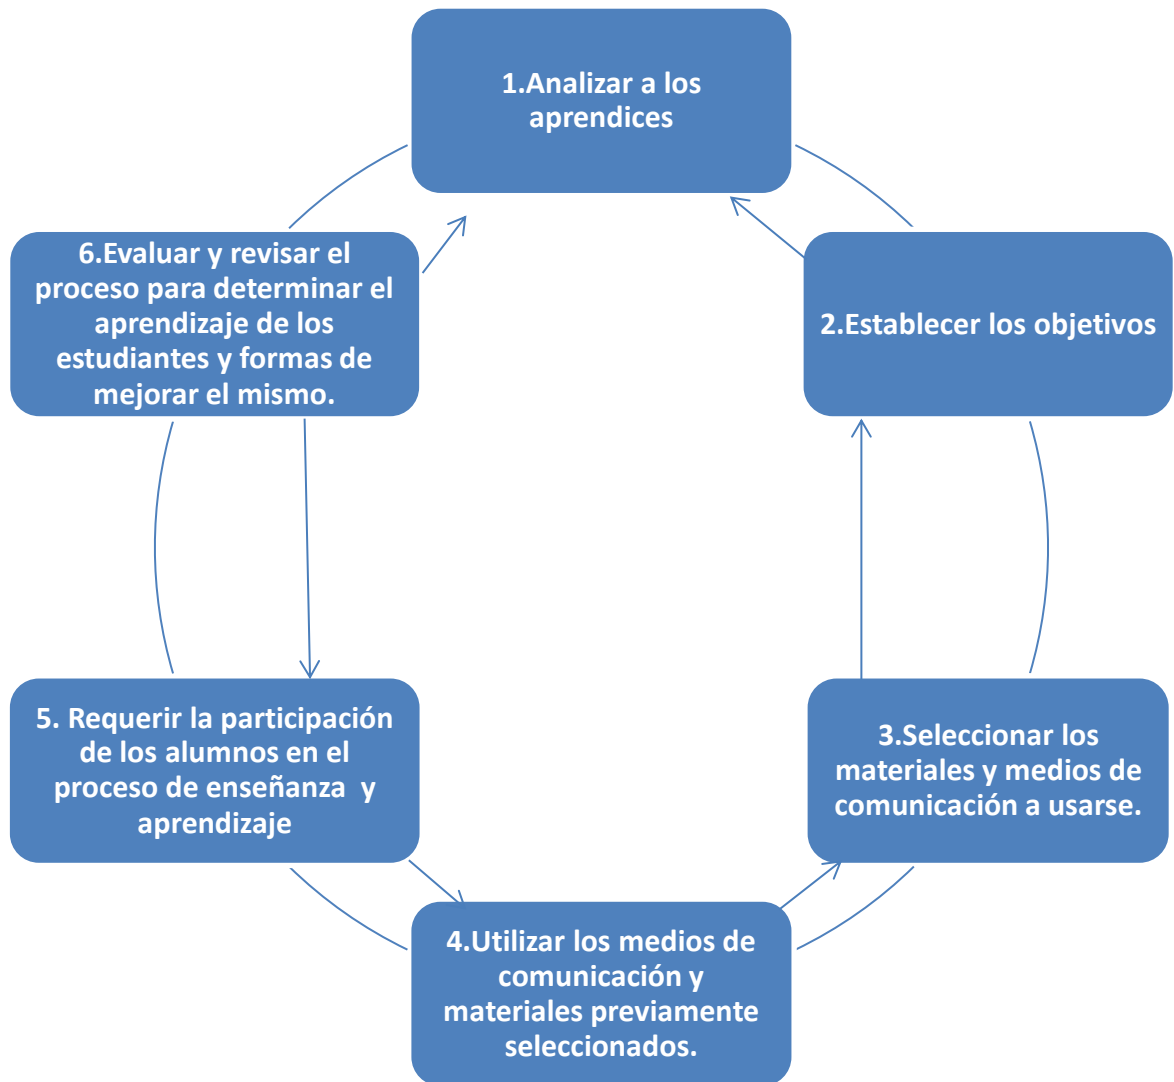 1.Analizar a los
aprendices
2.Establecer los objetivos
3.Seleccionar los
materiales y medios de
comunicación a usarse.
4.Utilizar los medios de
comunicación y
materiales previamente
seleccionados.
5. Requerir la participación
de los alumnos en el
proceso de enseñanza  y
aprendizaje
6.Evaluar y revisar el
proceso para determinar el
aprendizaje de los
estudiantes y formas de
mejorar el mismo.